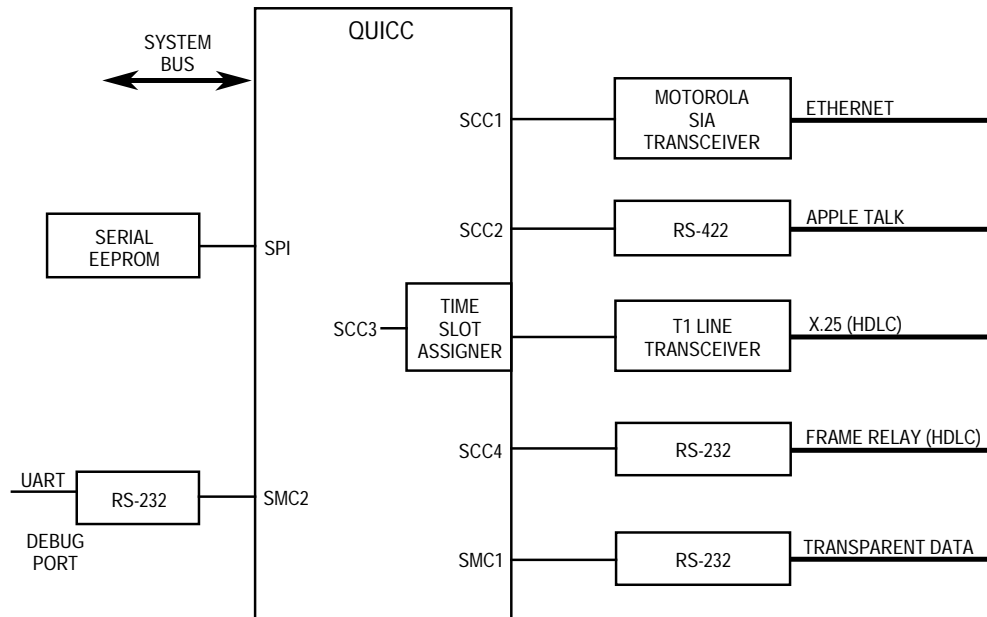 QUICC
SYSTEM
BUS
SCC1
MOTOROLA
SIA
TRANSCEIVER
ETHERNET
SCC2
RS-422
APPLE TALK
SERIAL
EEPROM
SPI
SCC3
TIME
SLOT
ASSIGNER
T1 LINE
TRANSCEIVER
X.25 (HDLC)
SCC4
RS-232
FRAME RELAY (HDLC)
UART
RS-232
SMC2
DEBUG
PORT
SMC1
RS-232
TRANSPARENT DATA